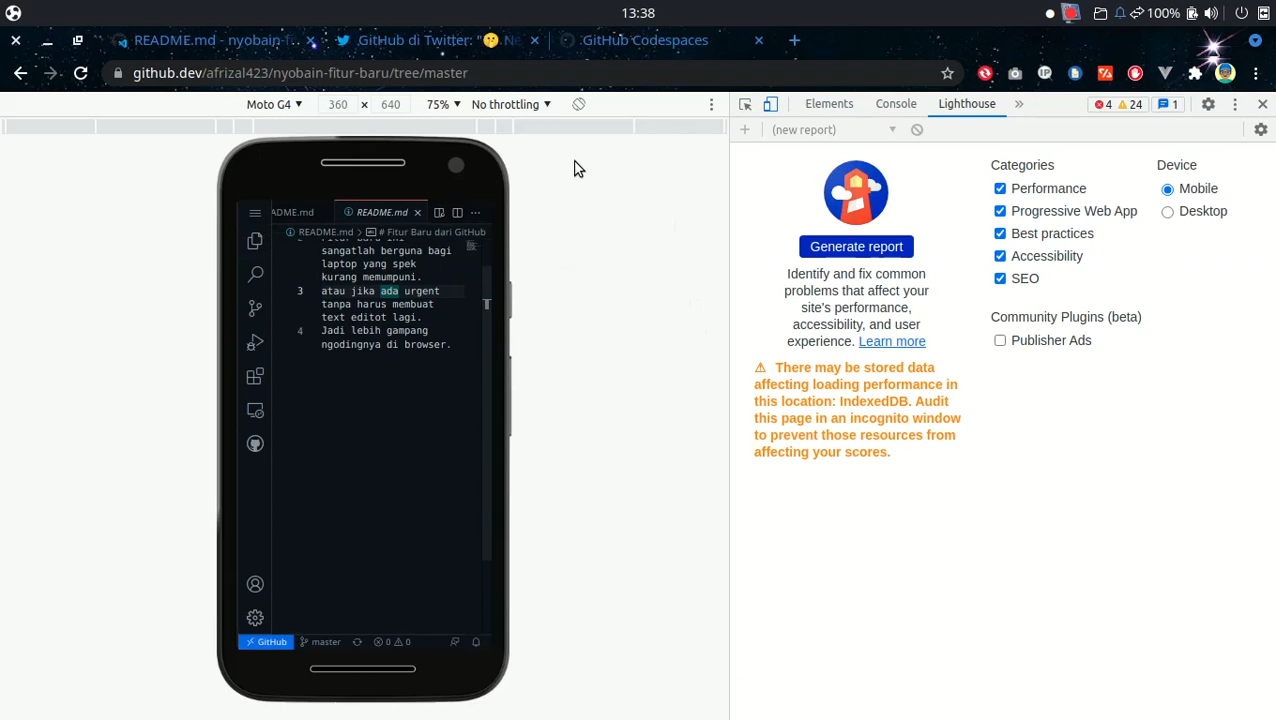 13:38
100%
README.md - nyobain-f
GitHub di Twitter: "🤫 Ne
GitHub Codespaces
github.dev/afrizal423/nyobain-fitur-baru/tree/master
Moto G4 360 x 640 75% No throttling
Elements Console Lighthouse 4 24 1
(new report)
ADME.md README.md
README.md > # Fitur Baru dari GitHub
2 Fitur baru ini
sangatlah berguna bagi
laptop yang spek
kurang memumpuni.
3 atau jika ada urgent
tanpa harus membuat
text editot lagi.
4 Jadi lebih gampang
ngodingnya di browser.
GitHub master 0 0
Generate report
Identify and fix common
problems that affect your
site's performance,
accessibility, and user
experience. Learn more
⚠ There may be stored data
affecting loading performance in
this location: IndexedDB. Audit
this page in an incognito window
to prevent those resources from
affecting your scores.
Categories
Performance
Progressive Web App
Best practices
Accessibility
SEO
Community Plugins (beta)
Publisher Ads
Device
Mobile
Desktop